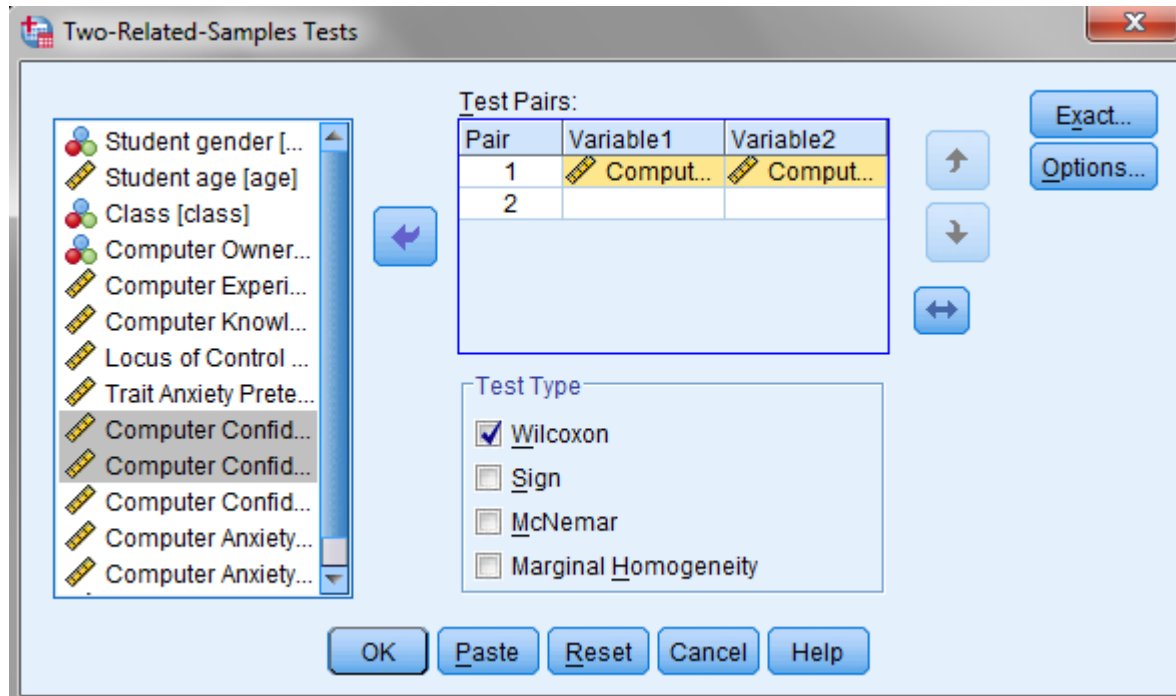 Two-Related-Samples Tests
Student gender [...
Student age [age]
Class [class]
Computer Owner...
Computer Experi...
Computer Knowl...
Locus of Control ...
Trait Anxiety Prete...
Computer Confid...
Computer Confid...
Computer Confid...
Computer Anxiety...
Computer Anxiety...
Test Pairs:
Pair Variable1 Variable2
1 Comput... Comput...
2
Exact...
Options...
Test Type
Wilcoxon
Sign
McNemar
Marginal Homogeneity
OK Paste Reset Cancel Help